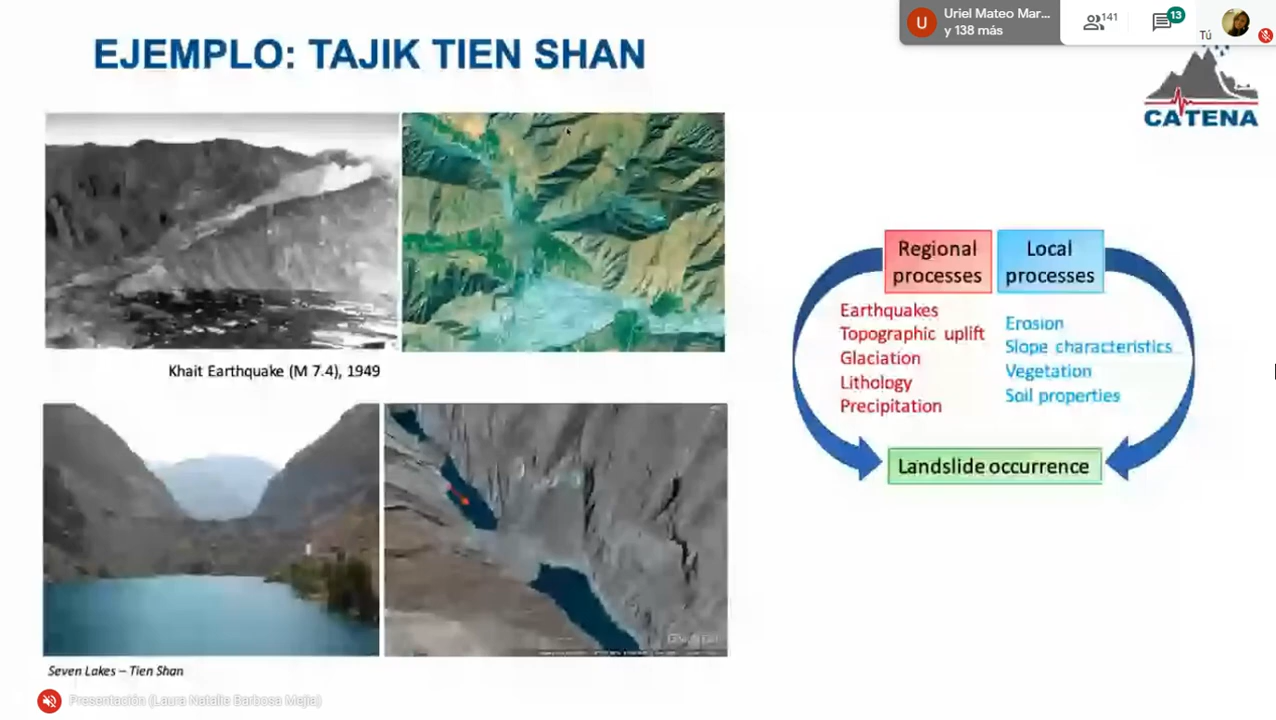 Uriel Mateo Mar...
y 138 más
U
141
13
Tú
EJEMPLO: TAJIK TIEN SHAN
CATENA
Regional
processes
Local
processes
Earthquakes
Topographic uplift
Glaciation
Lithology
Precipitation
Erosion
Slope characteristics
Vegetation
Soil properties
Landslide occurrence
Khait Earthquake (M 7.4), 1949
Seven Lakes – Tien Shan
Presentación (Laura Natalie Barbosa Mejia)